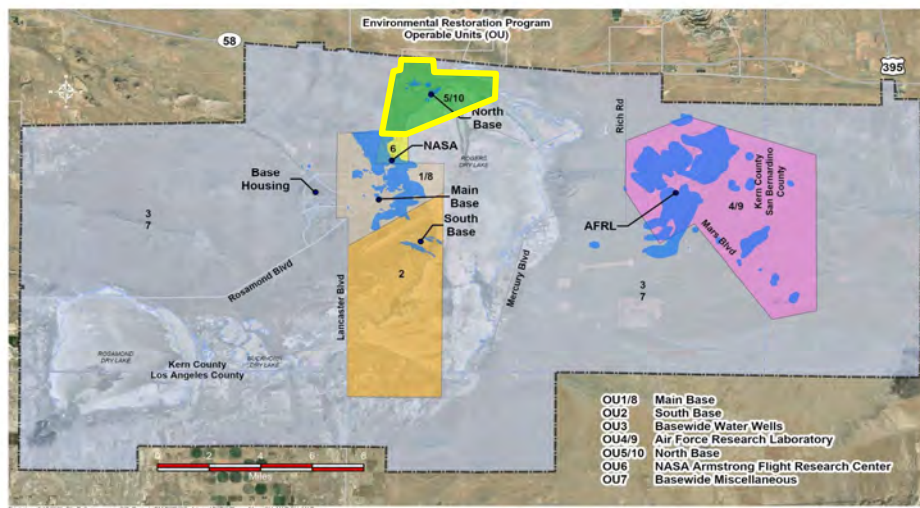 Environmental Restoration Program
Operable Units (OU)
58
395
5/10
North
Base
Rich Rd
6
NASA
ROGERS
DRY LAKE
Base
Housing
1/8
Main
Base
South
Base
Kern County
San Bernardino
County
4/9
AFRL
Mars Blvd
3
7
Rosamond Blvd
Lancaster Blvd
2
Mercury Blvd
3
7
ROSAMOND
DRY LAKE
Kern County
Los Angeles County
DRY LAKE
OU1/8 Main Base
OU2 South Base
OU3 Basewide Water Wells
OU4/9 Air Force Research Laboratory
OU5/10 North Base
OU6 NASA Armstrong Flight Research Center
OU7 Basewide Miscellaneous
Miles